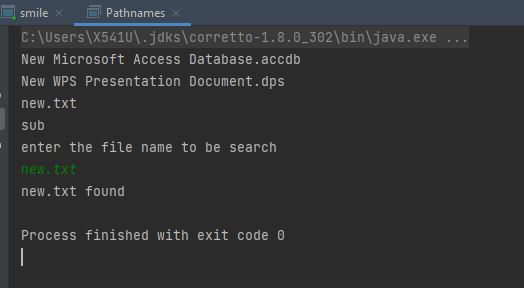 smile
Pathnames
C:\Users\X541U\.jdks\corretto-1.8.0_302\bin\java.exe ...
New Microsoft Access Database.accdb
New WPS Presentation Document.dps
new.txt
sub
enter the file name to be search
new.txt
new.txt found
Process finished with exit code 0